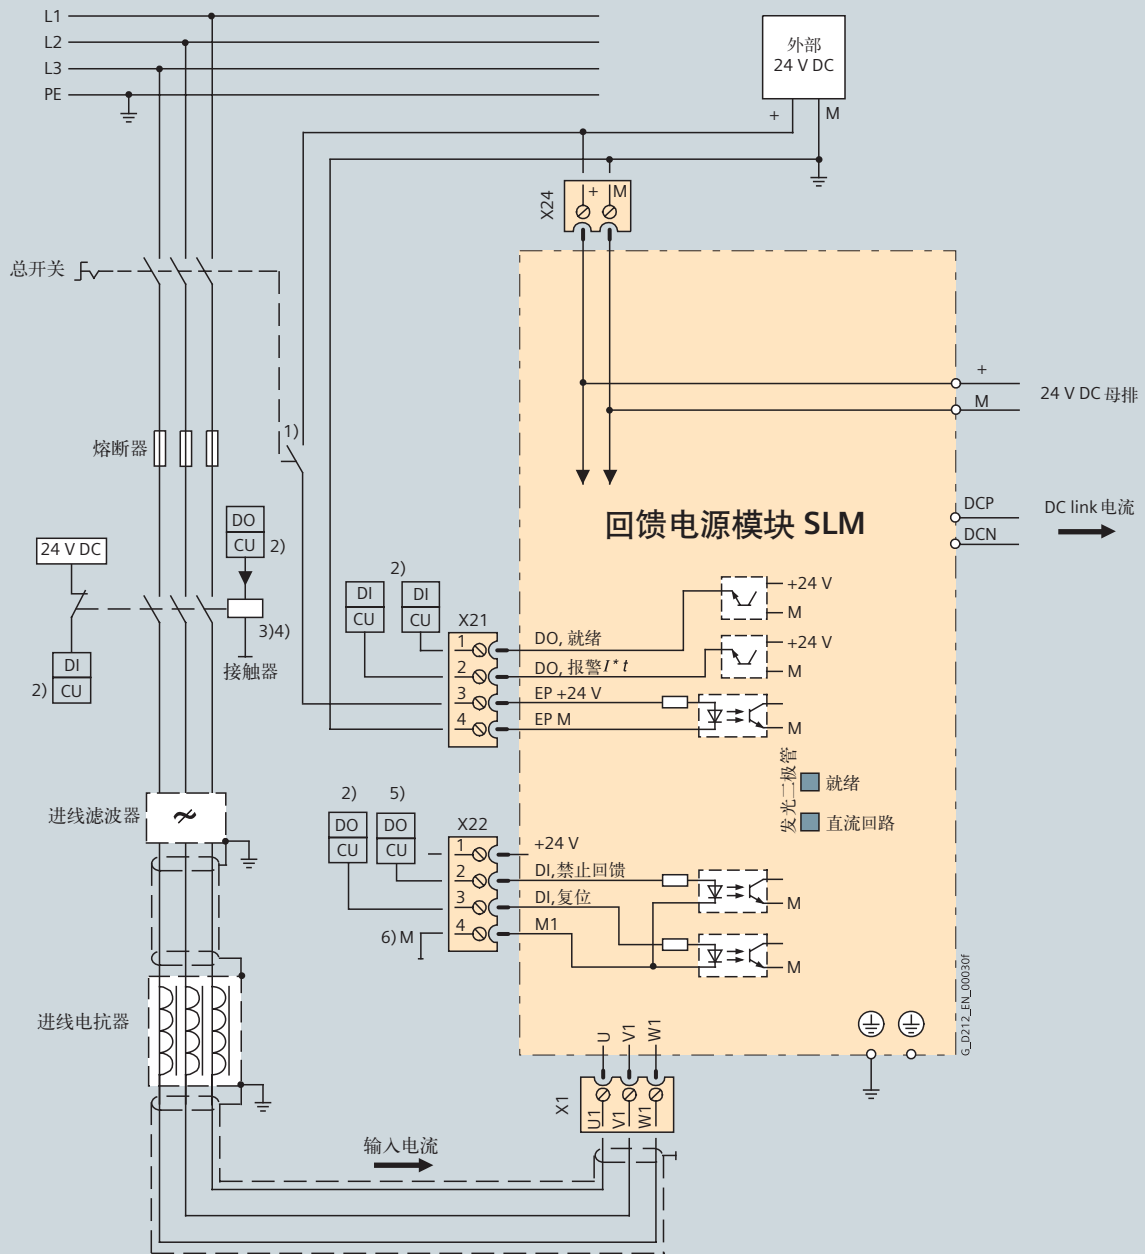 L1
L2
L3
PE
外部
24 V DC
+
M
X24
+
M
总开关
+
M
24 V DC 母排
1)
熔断器
DCP
DCN
DC link 电流
回馈电源模块 SLM
24 V DC
DO
CU
2)
3)4)
接触器
DI
CU
2)
2)
DI
CU
DI
CU
X21
1
2
3
4
DO, 就绪
DO, 报警I*t
EP +24 V
EP M
+24 V
M
+24 V
M
M
发光二极管
就绪
直流回路
进线滤波器
2)
5)
DO
CU
DO
CU
X22
1
2
3
4
+24 V
DI,禁止回馈
DI,复位
M1
6) M
M
M
进线电抗器
G_D212_EN_00030f
U
V1
W1
X1
U1
V1
W1
输入电流